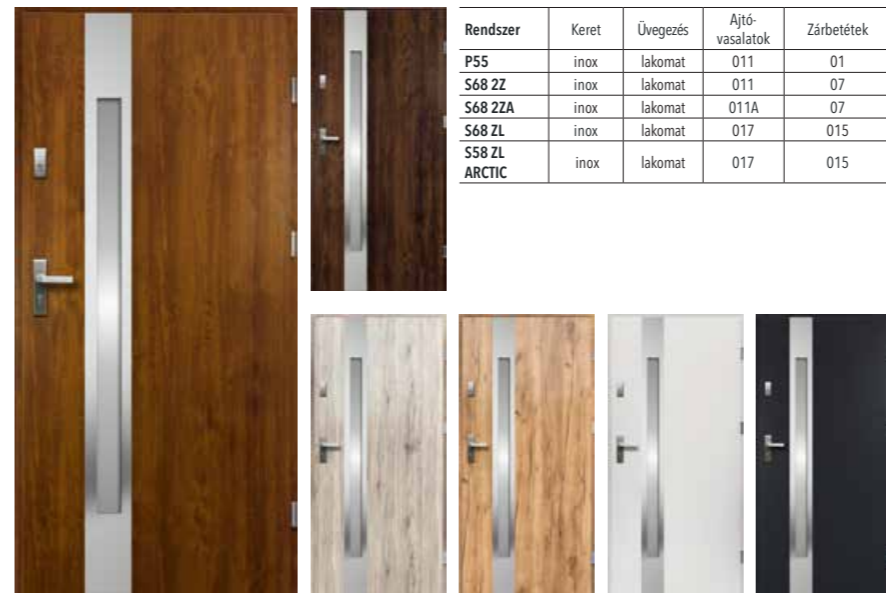 Rendszer Keret Üvegezés Ajtó-vasalatok Zárbetétek
P55 inox lakomat 011 01
S68 2Z inox lakomat 011 07
S68 2ZA inox lakomat 011A 07
S68 ZL inox lakomat 017 015
S58 ZL ARCTIC inox lakomat 017 015